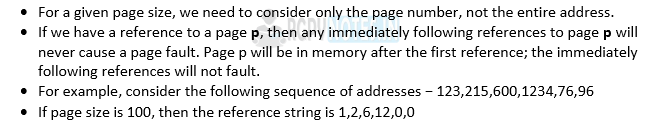 • For a given page size, we need to consider only the page number, not the entire address.
• If we have a reference to a page p, then any immediately following references to page p will
never cause a page fault. Page p will be in memory after the first reference; the immediately
following references will not fault.
• For example, consider the following sequence of addresses – 123,215,600,1234,76,96
• If page size is 100, then the reference string is 1,2,6,12,0,0